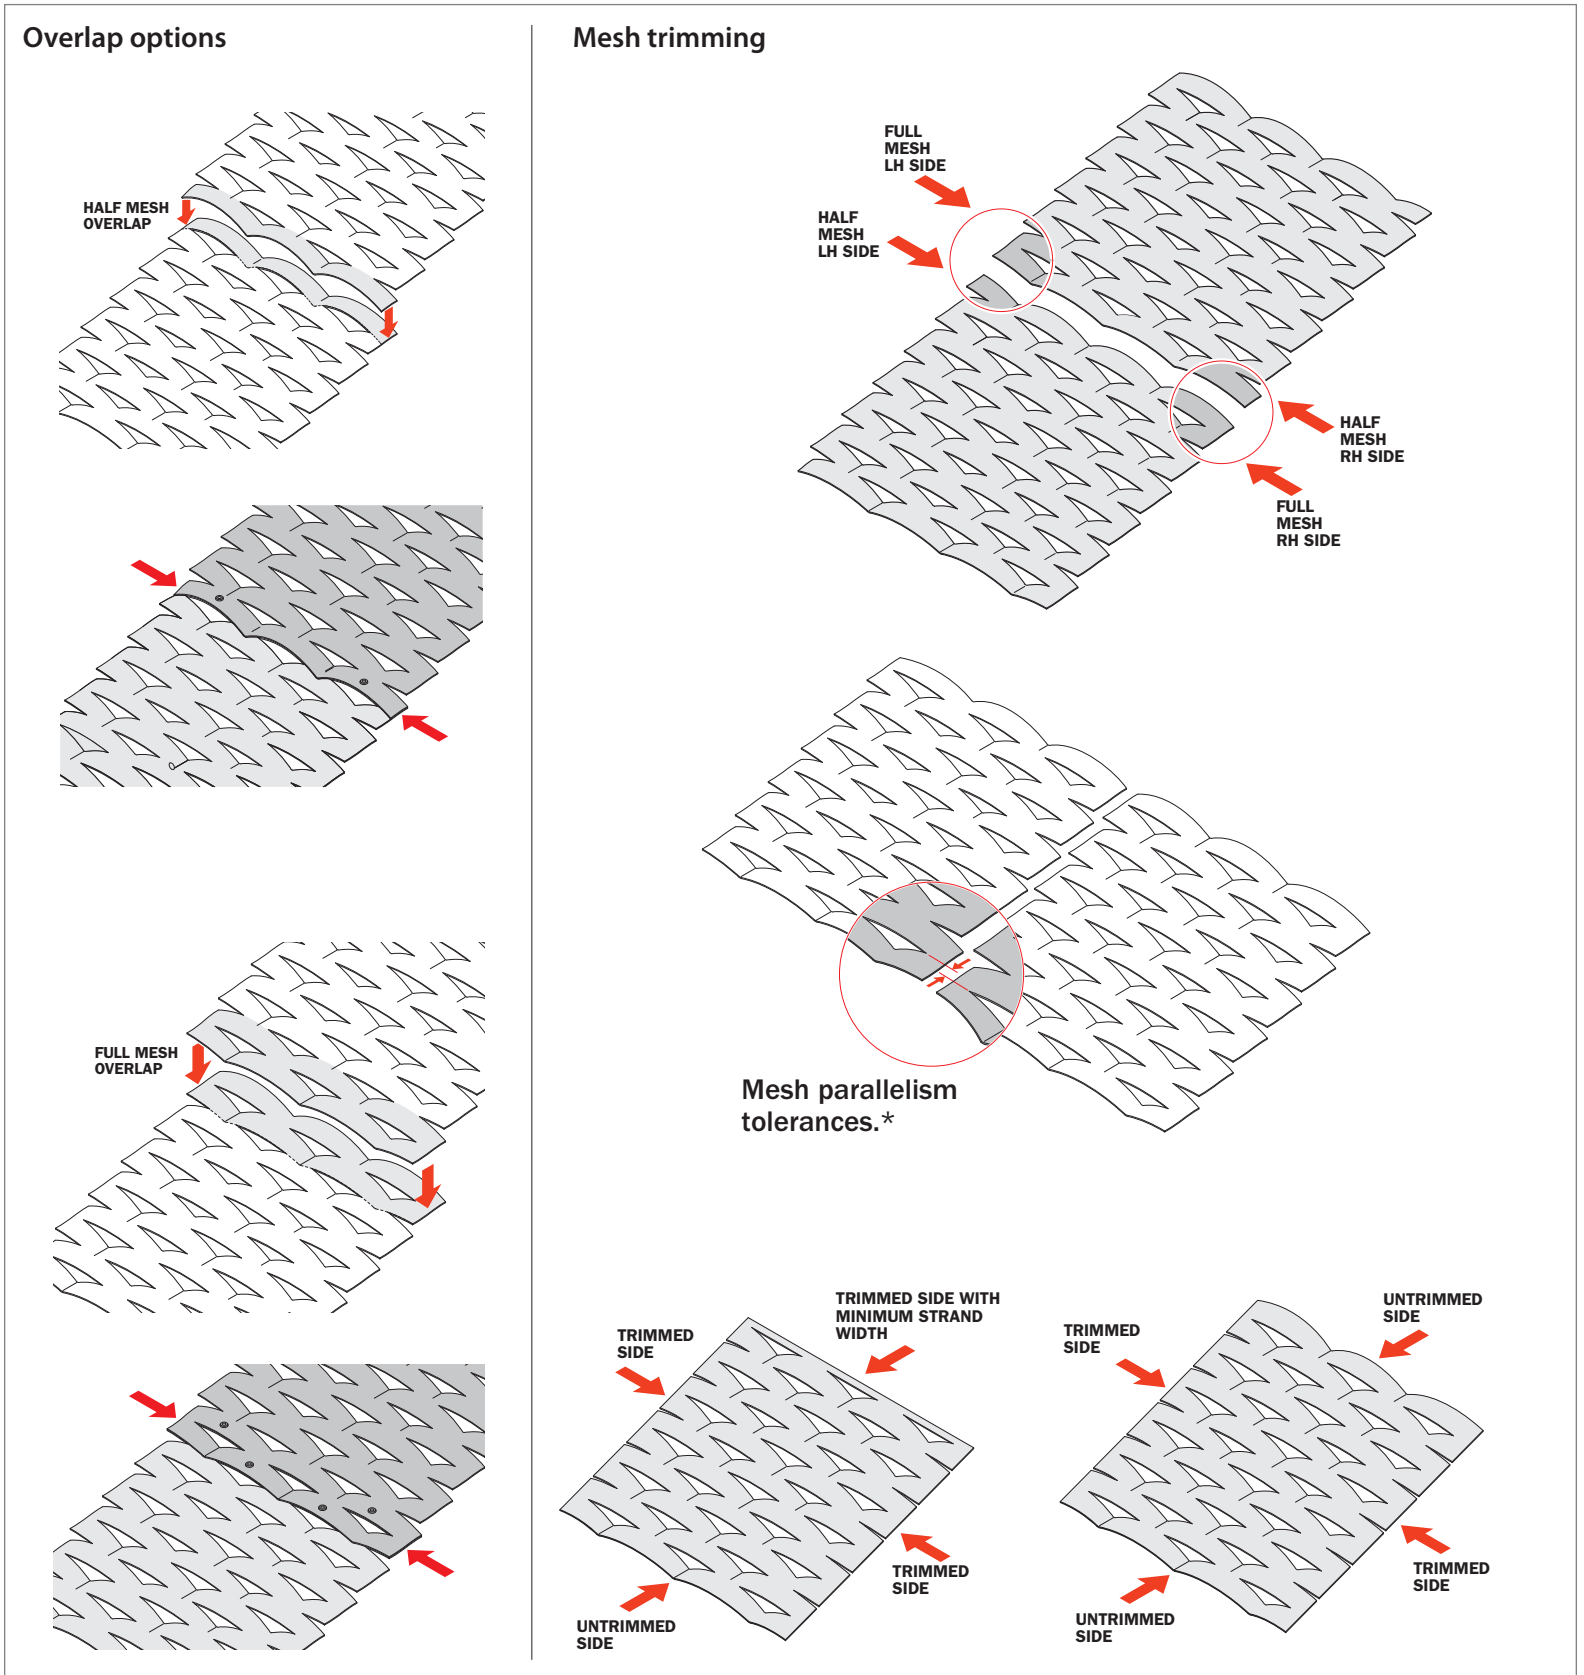 Overlap options
HALF MESH
OVERLAP
FULL MESH
OVERLAP
Mesh trimming
FULL
MESH
LH SIDE
HALF
MESH
LH SIDE
HALF
MESH
RH SIDE
FULL
MESH
RH SIDE
Mesh parallelism
tolerances.*
TRIMMED
SIDE
TRIMMED SIDE WITH
MINIMUM STRAND
WIDTH
TRIMMED
SIDE
UNTRIMMED
SIDE
TRIMMED
SIDE
UNTRIMMED
SIDE
TRIMMED
SIDE
UNTRIMMED
SIDE